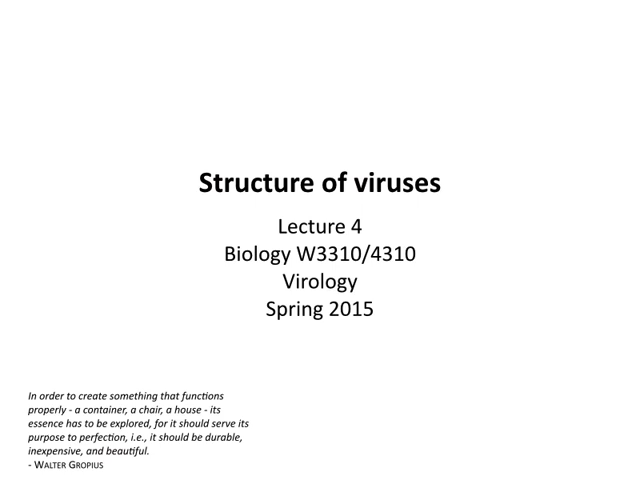 Structure of viruses
Lecture 4
Biology W3310/4310
Virology
Spring 2015
In order to create something that functions
properly - a container, a chair, a house - its
essence has to be explored, for it should serve its
purpose to perfection, i.e., it should be durable,
inexpensive, and beautiful.
- WALTER GROPIUS